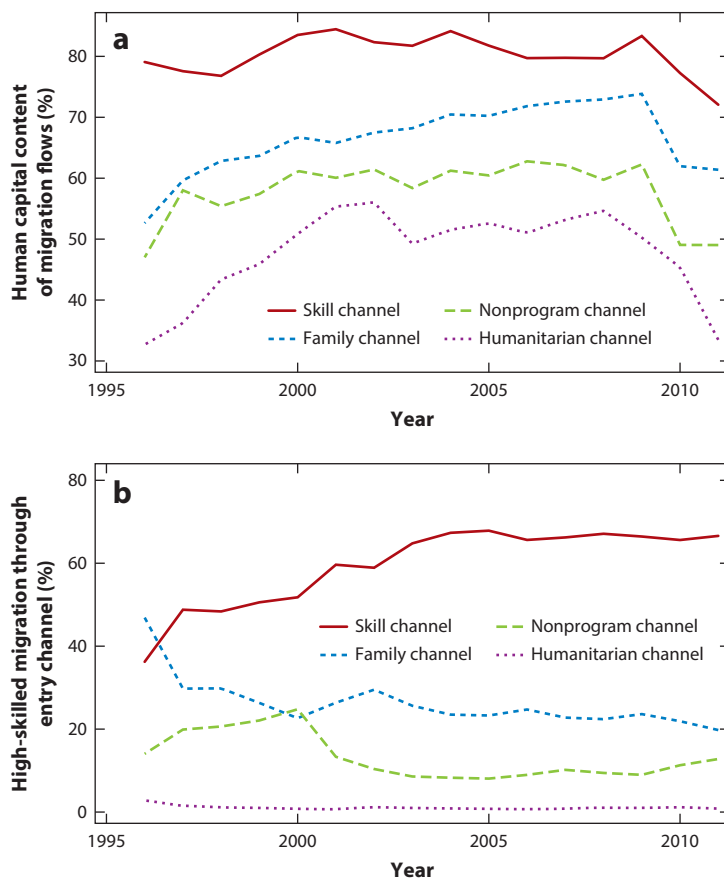 a
Human capital content
of migration flows (%)
80
70
60
50
40
30
Skill channel
Nonprogram channel
Family channel
Humanitarian channel
1995
2000
2005
2010
Year
b
High-skilled migration through
entry channel (%)
80
60
40
20
0
Skill channel
Nonprogram channel
Family channel
Humanitarian channel
1995
2000
2005
2010
Year